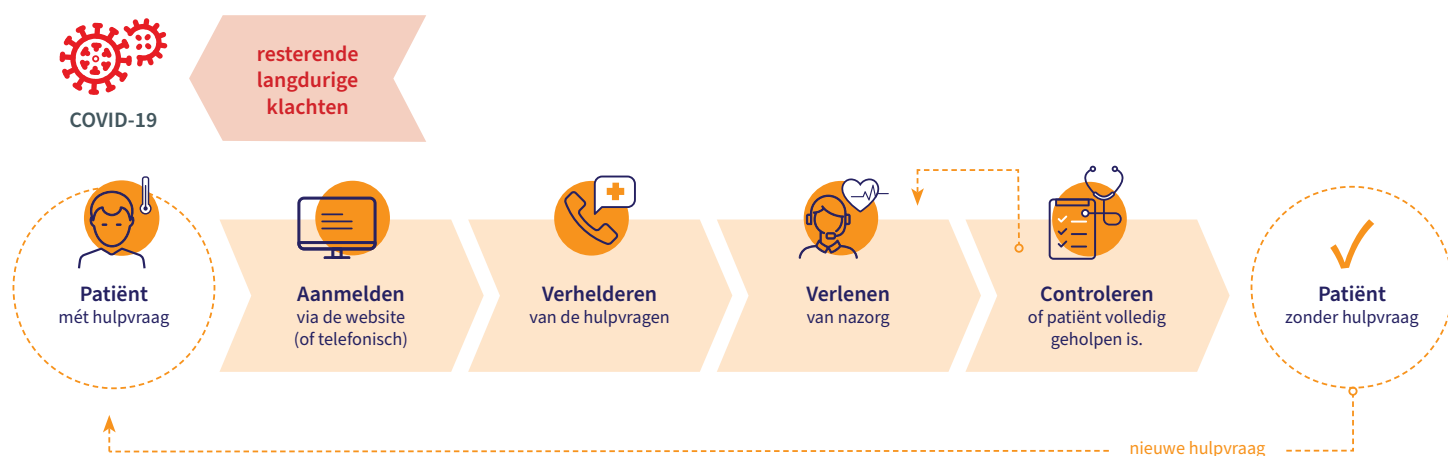 COVID-19
resterende
langdurige
klachten
Patiënt
mét hulpvraag
Aanmelden
via de website
(of telefonisch)
Verhelderen
van de hulpvragen
Verlenen
van nazorg
Controleren
of patiënt volledig
geholpen is.
Patiënt
zonder hulpvraag
nieuwe hulpvraag